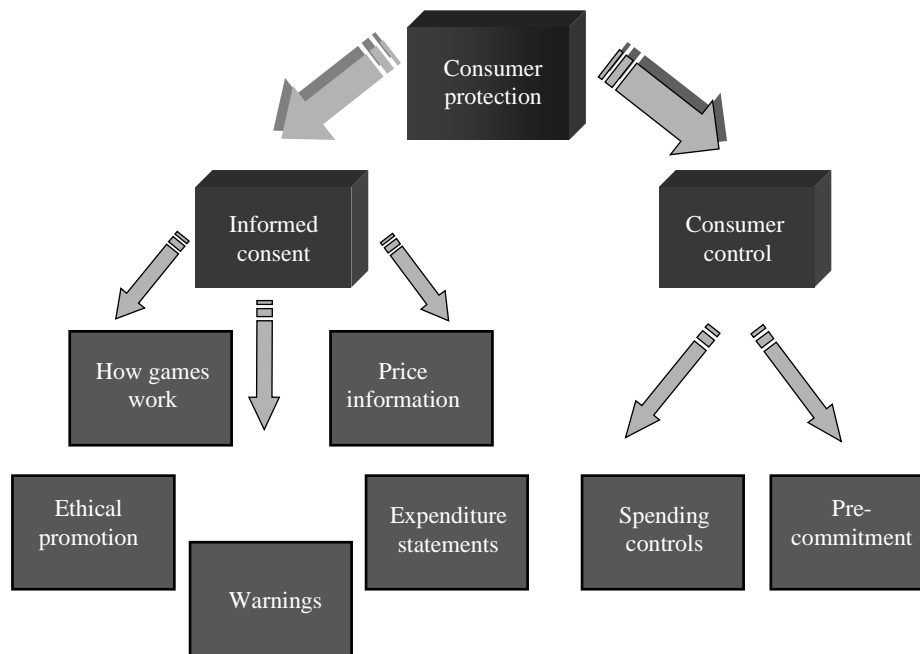 Consumer
protection
Informed
consent
Consumer
control
How games
work
Price
information
Ethical
promotion
Expenditure
statements
Spending
controls
Pre-
commitment
Warnings